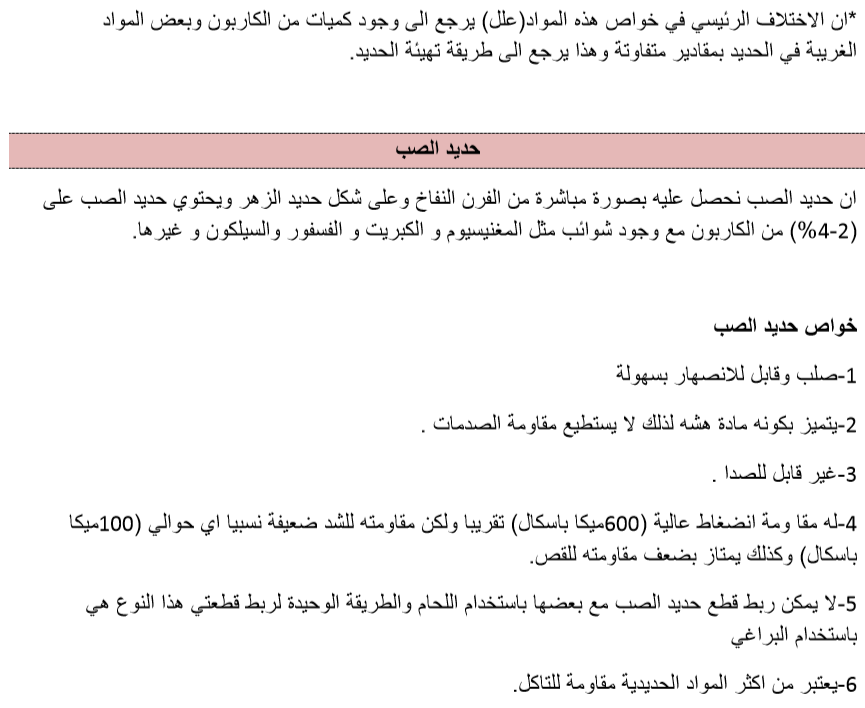 *ان الاختلاف الرئيسي في خواص هذه المواد(علل) يرجع الى وجود كميات من الكاربون وبعض المواد
الغريبة في الحديد بمقادير متفاوتة وهذا يرجع الى طريقة تهيئة الحديد.
حديد الصب
ان حديد الصب نحصل عليه بصورة مباشرة من الفرن النفاخ وعلى شكل حديد الزهر ويحتوي حديد الصب على
(2-4%) من الكاربون مع وجود شوائب مثل المغنيسيوم و الكبريت و الفسفور والسيلكون و غيرها.
خواص حديد الصب
1-صلب وقابل للانصهار بسهولة
2-يتميز بكونه مادة هشه لذلك لا يستطيع مقاومة الصدمات .
3-غير قابل للصدا .
4-له مقا ومة انضغاط عالية (600ميكا باسكال) تقريبا ولكن مقاومته للشد ضعيفة نسبيا اي حوالي (100ميكا
باسكال) وكذلك يمتاز بضعف مقاومته للقص.
5-لا يمكن ربط قطع حديد الصب مع بعضها باستخدام اللحام والطريقة الوحيدة لربط قطعتي هذا النوع هي
باستخدام البراغي
6-يعتبر من اكثر المواد الحديدية مقاومة للتاكل.